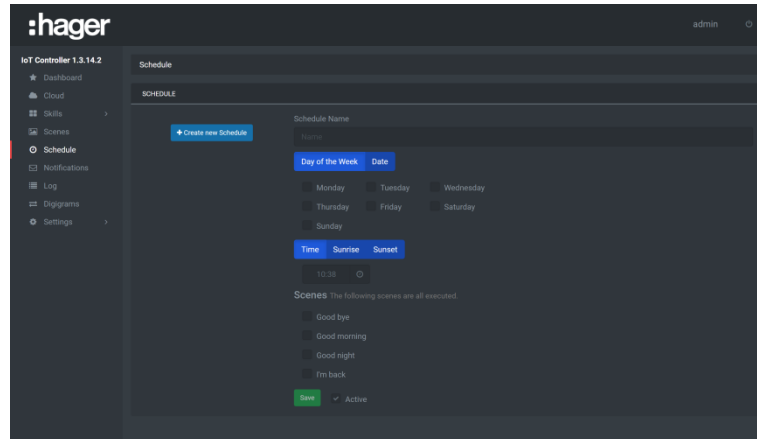 :hager
admin
IoT Controller 1.3.14.2
Dashboard
Cloud
Skills
Scenes
Schedule
Notifications
Log
Digigrams
Settings
Schedule
SCHEDULE
+ Create new Schedule
Schedule Name
Name
Day of the Week Date
Monday Tuesday Wednesday
Thursday Friday Saturday
Sunday
Time Sunrise Sunset
10:38
Scenes The following scenes are all executed.
Good bye
Good morning
Good night
I'm back
Save Active